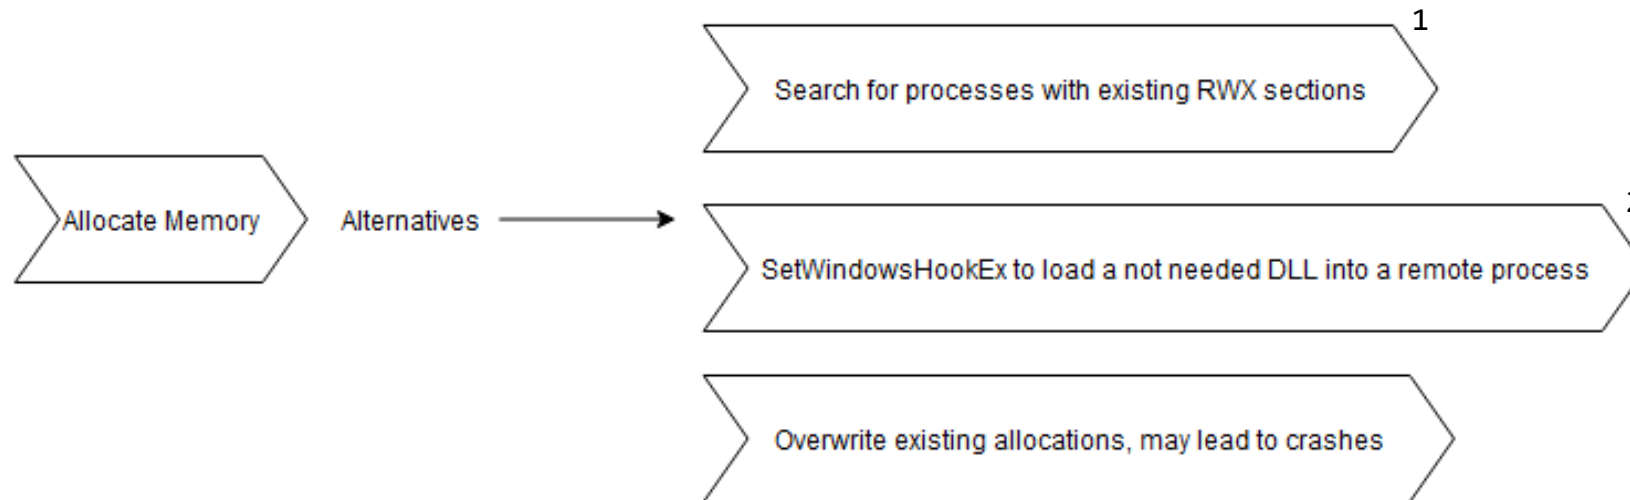 1
Search for processes with existing RWX sections
Allocate Memory
Alternatives
SetWindowsHookEx to load a not needed DLL into a remote process
Overwrite existing allocations, may lead to crashes